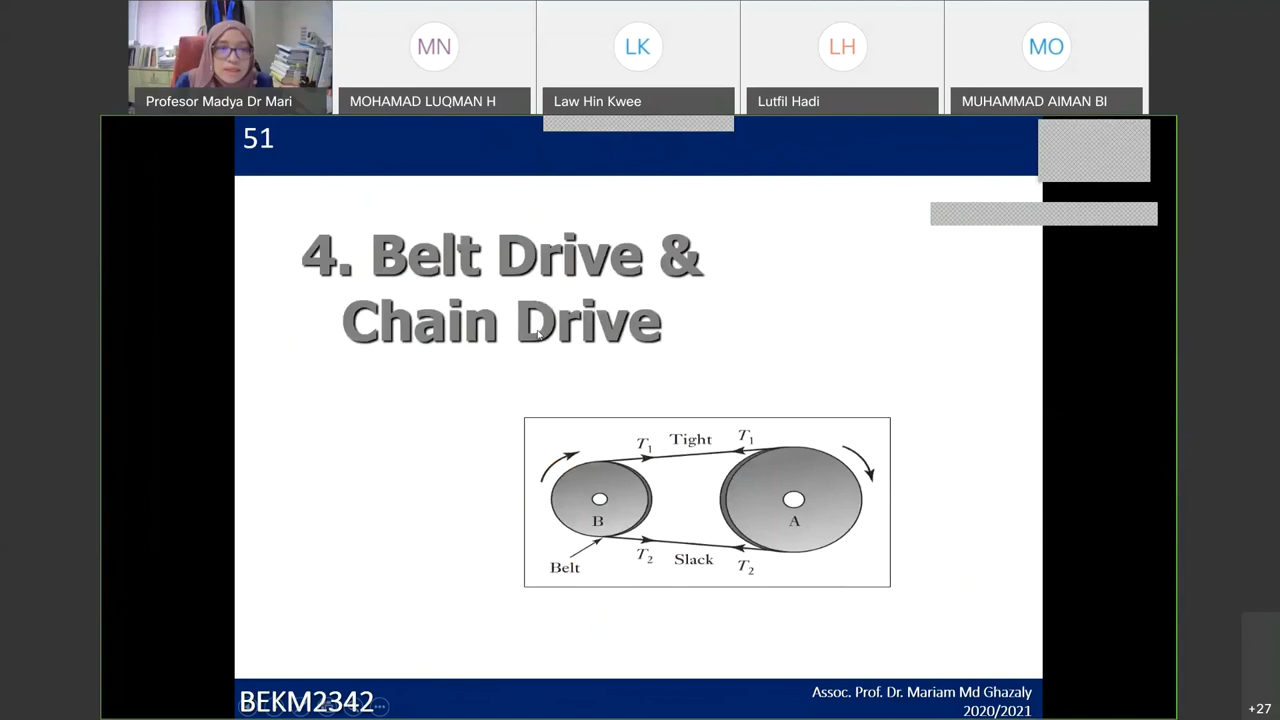 MN
LK
LH
MO
Profesor Madya Dr Mari
MOHAMAD LUQMAN H
Law Hin Kwee
Lutfil Hadi
MUHAMMAD AIMAN BI
51
4. Belt Drive &
Chain Drive
T1 Tight T1
B
A
T2 Slack T2
Belt
BEKM2342
Assoc. Prof. Dr. Mariam Md Ghazaly
2020/2021
+27